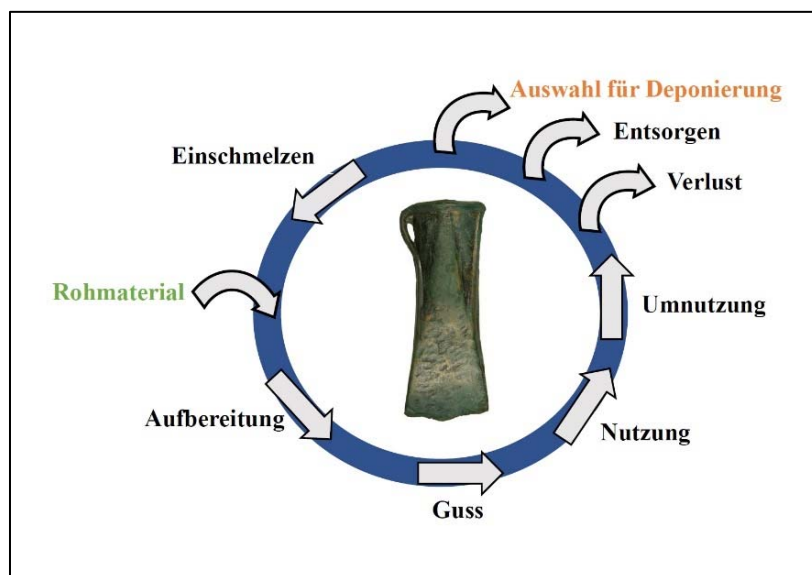 Auswahl für Deponierung
Entsorgen
Einschmelzen
Verlust
Rohmaterial
Umnutzung
Aufbereitung
Nutzung
Guss